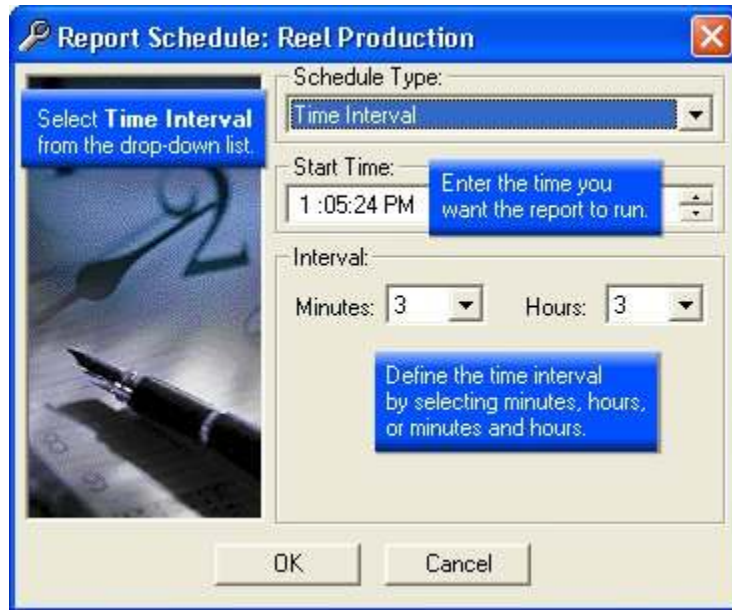 Report Schedule: Reel Production
Schedule Type:
Select Time Interval
from the drop-down list.
Time Interval
Start Time:
1 :05:24 PM
Enter the time you
want the report to run.
Interval:
Minutes: 3 Hours: 3
Define the time interval
by selecting minutes, hours,
or minutes and hours.
OK Cancel